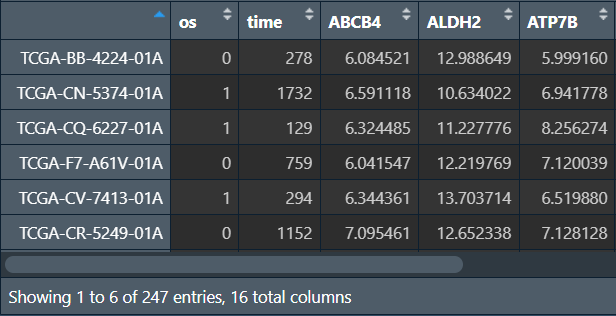 os time ABCB4 ALDH2 ATP7B
TCGA-BB-4224-01A 0 278 6.084521 12.988649 5.999160
TCGA-CN-5374-01A 1 1732 6.591118 10.634022 6.941778
TCGA-CQ-6227-01A 1 129 6.324485 11.227776 8.256274
TCGA-F7-A61V-01A 0 759 6.041547 12.219769 7.120039
TCGA-CV-7413-01A 1 294 6.344361 13.703714 6.519880
TCGA-CR-5249-01A 0 1152 7.095461 12.652338 7.128128
Showing 1 to 6 of 247 entries, 16 total columns